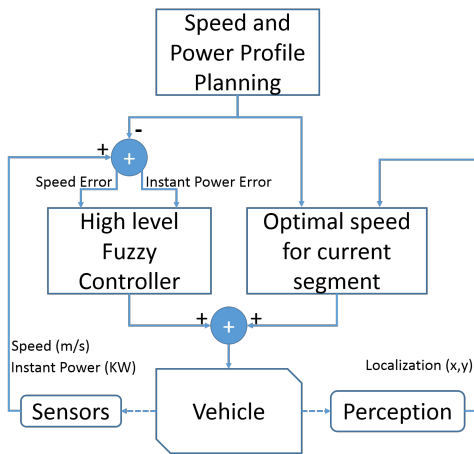 Speed and
Power Profile
Planning
-
+
+
Speed Error
Instant Power Error
High level
Fuzzy
Controller
Optimal speed
for current
segment
+
+
+
Speed (m/s)
Instant Power (KW)
Localization (x,y)
Sensors
Vehicle
Perception